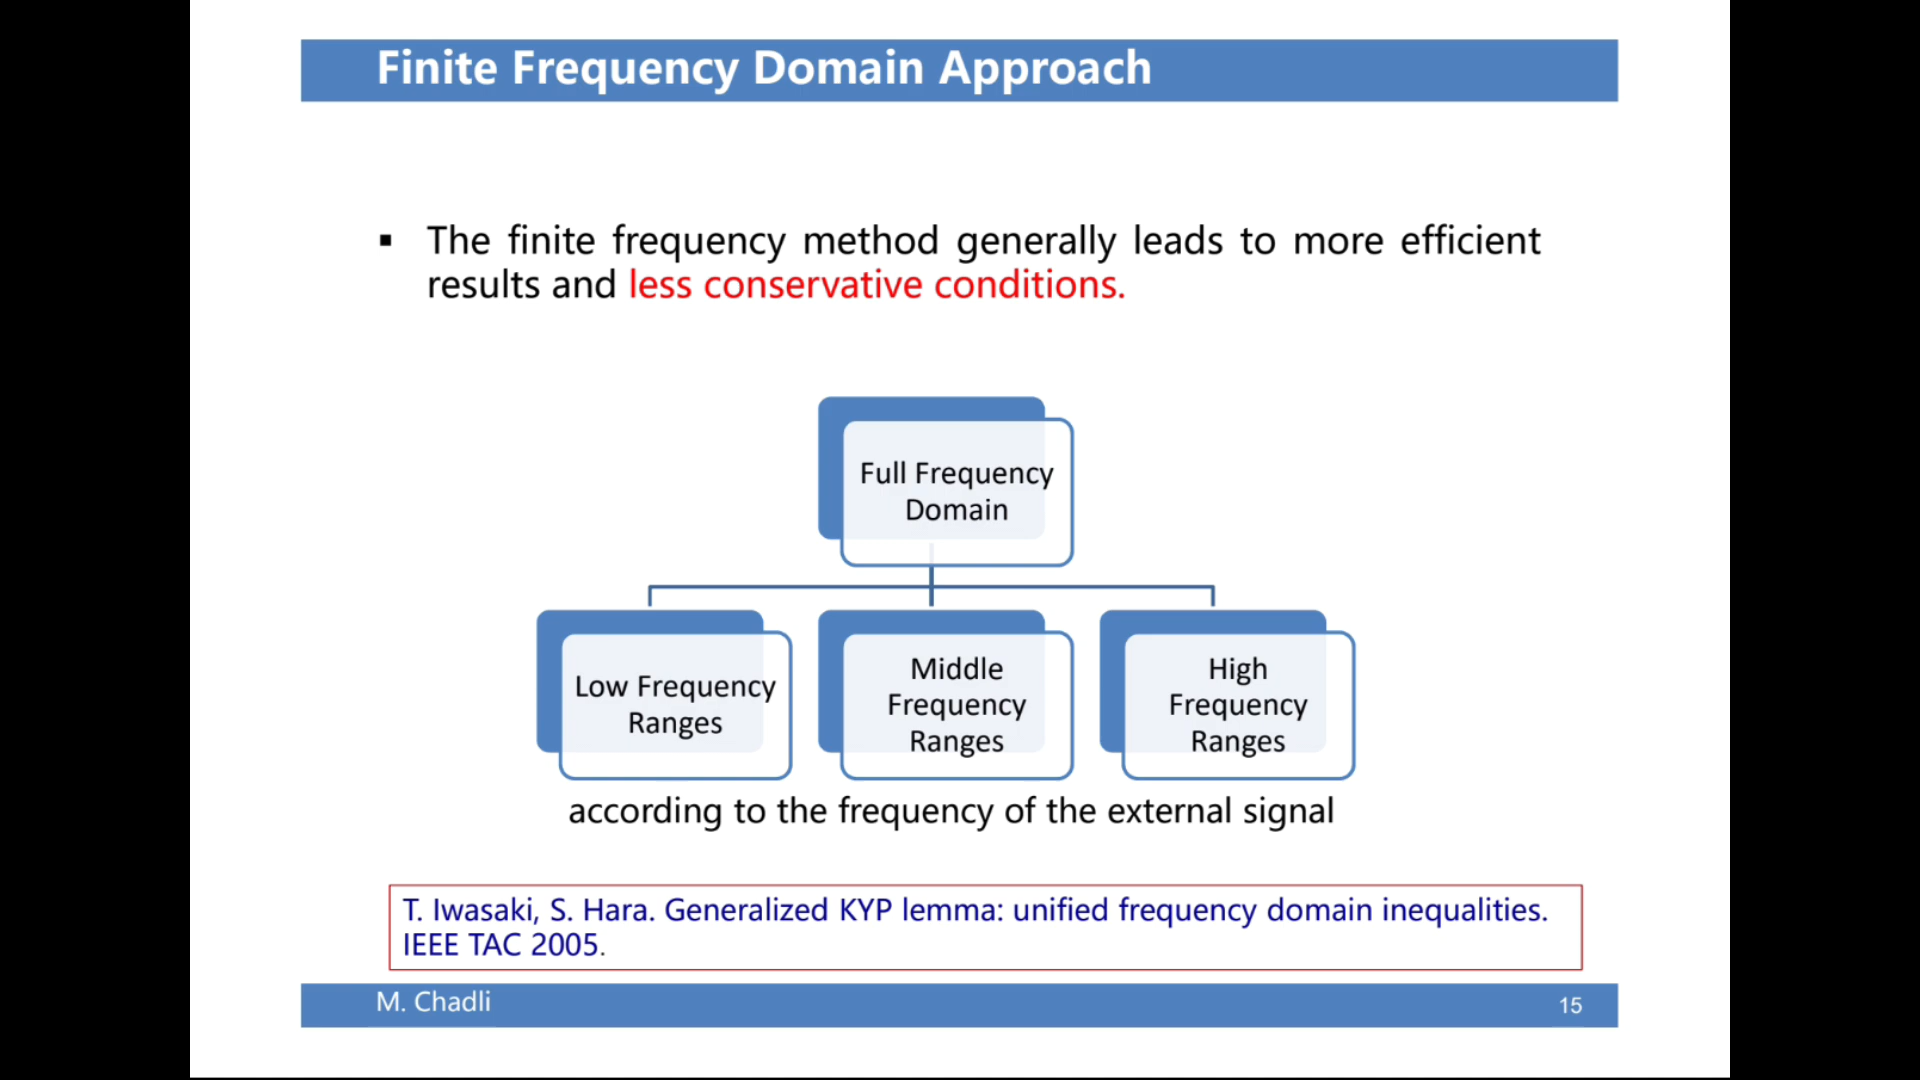 Finite Frequency Domain Approach
▪ The finite frequency method generally leads to more efficient
results and less conservative conditions.
Full Frequency
Domain
Low Frequency
Ranges
Middle
Frequency
Ranges
High
Frequency
Ranges
according to the frequency of the external signal
T. Iwasaki, S. Hara. Generalized KYP lemma: unified frequency domain inequalities.
IEEE TAC 2005.
M. Chadli
15